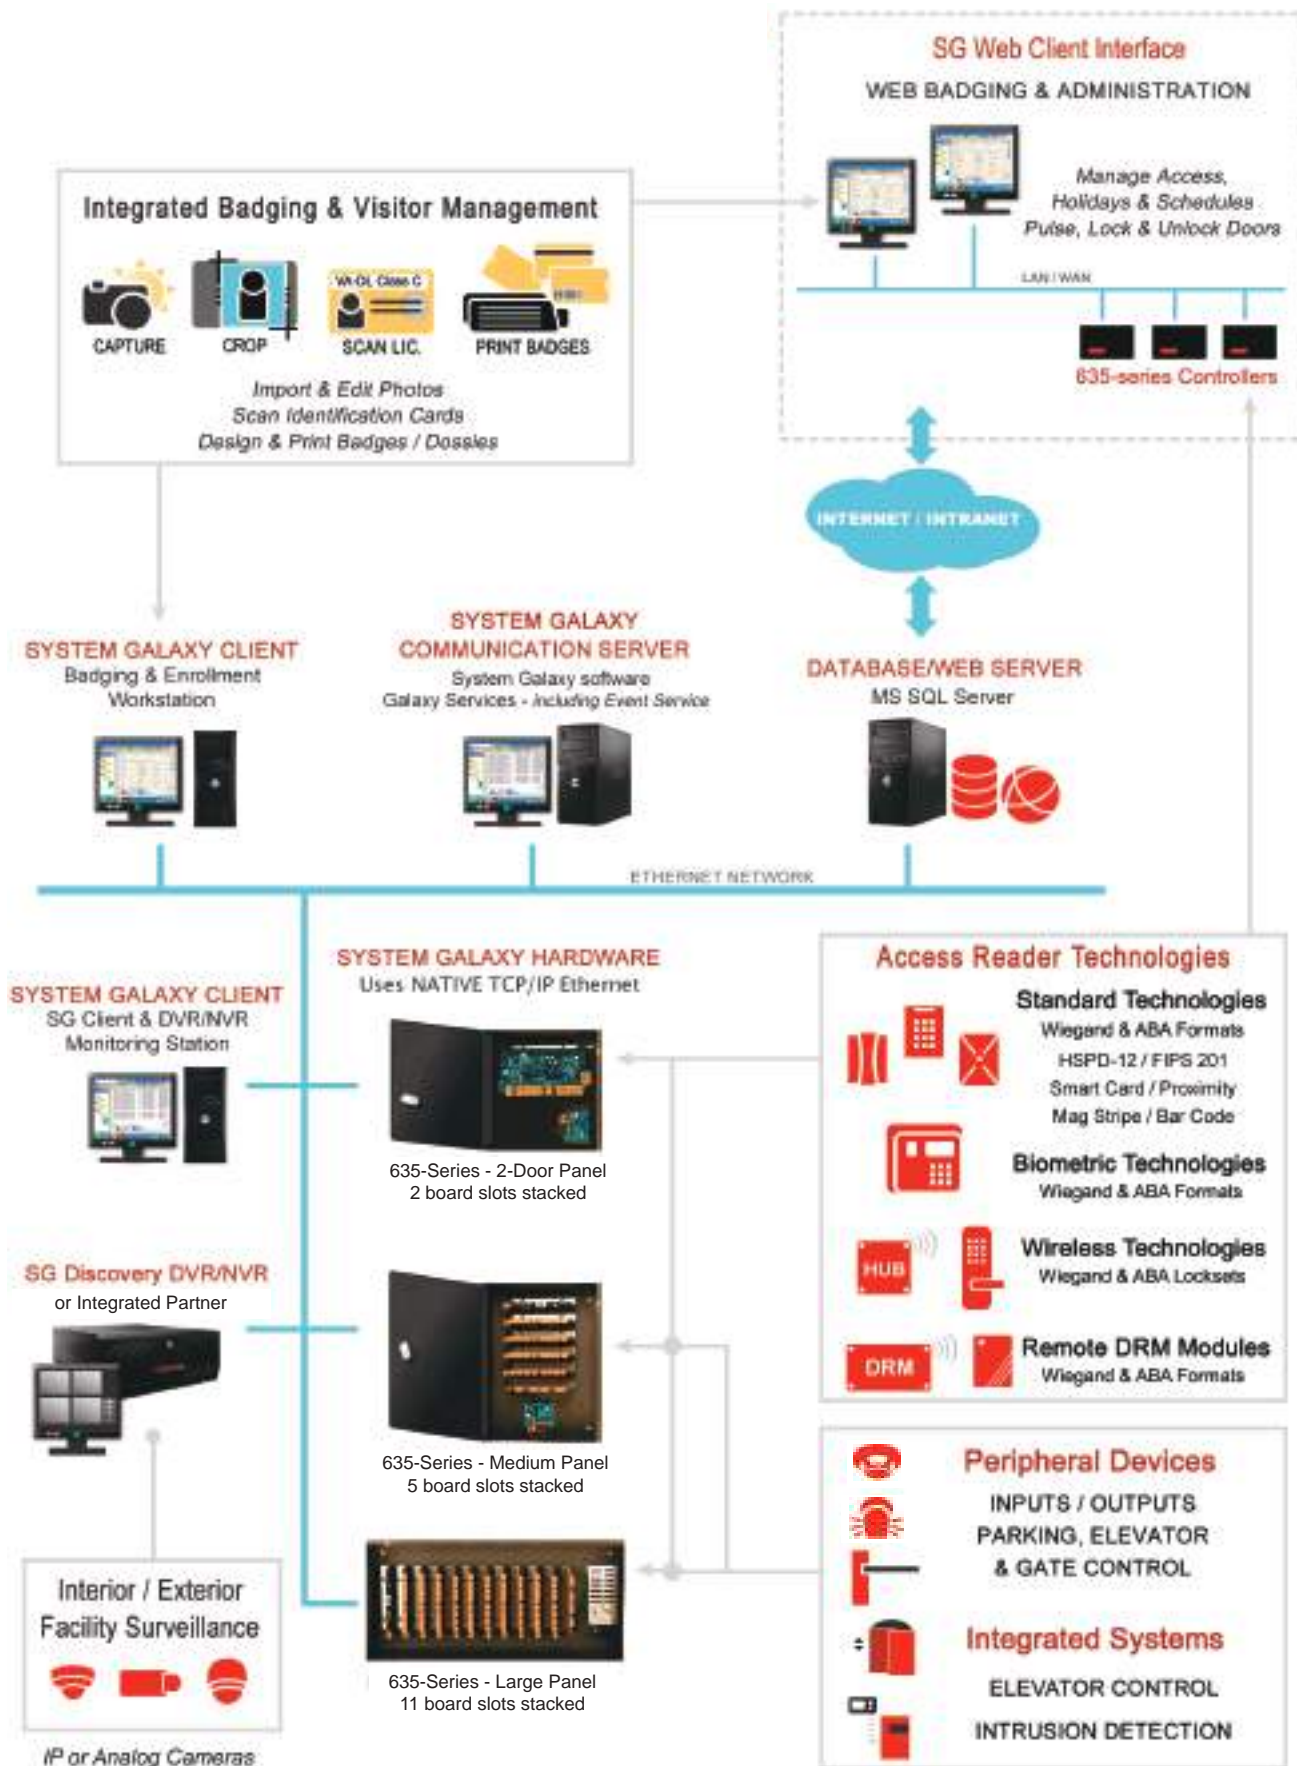 SG Web Client Interface
WEB BADGING & ADMINISTRATION
Manage Access,
Holidays & Schedules
Pulse, Lock & Unlock Doors
LAN / WAN
635-series Controllers
Integrated Badging & Visitor Management
VA-DL Class C
CAPTURE
CROP
SCAN LIC.
PRINT BADGES
Import & Edit Photos
Scan Identification Cards
Design & Print Badges / Dossies
INTERNET / INTRANET
SYSTEM GALAXY CLIENT
Badging & Enrollment
Workstation
SYSTEM GALAXY
COMMUNICATION SERVER
System Galaxy software
Galaxy Services - including Event Service
DATABASE/WEB SERVER
MS SQL Server
ETHERNET NETWORK
SYSTEM GALAXY CLIENT
SG Client & DVR/NVR
Monitoring Station
SYSTEM GALAXY HARDWARE
Uses NATIVE TCP/IP Ethernet
635-Series - 2-Door Panel
2 board slots stacked
SG Discovery DVR/NVR
or Integrated Partner
635-Series - Medium Panel
5 board slots stacked
Interior / Exterior
Facility Surveillance
IP or Analog Cameras
635-Series - Large Panel
11 board slots stacked
Access Reader Technologies
Standard Technologies
Wiegand & ABA Formats
HSPD-12 / FIPS 201
Smart Card / Proximity
Mag Stripe / Bar Code
Biometric Technologies
Wiegand & ABA Formats
HUB
Wireless Technologies
Wiegand & ABA Locksets
DRM
Remote DRM Modules
Wiegand & ABA Formats
Peripheral Devices
INPUTS / OUTPUTS
PARKING, ELEVATOR
& GATE CONTROL
Integrated Systems
ELEVATOR CONTROL
INTRUSION DETECTION